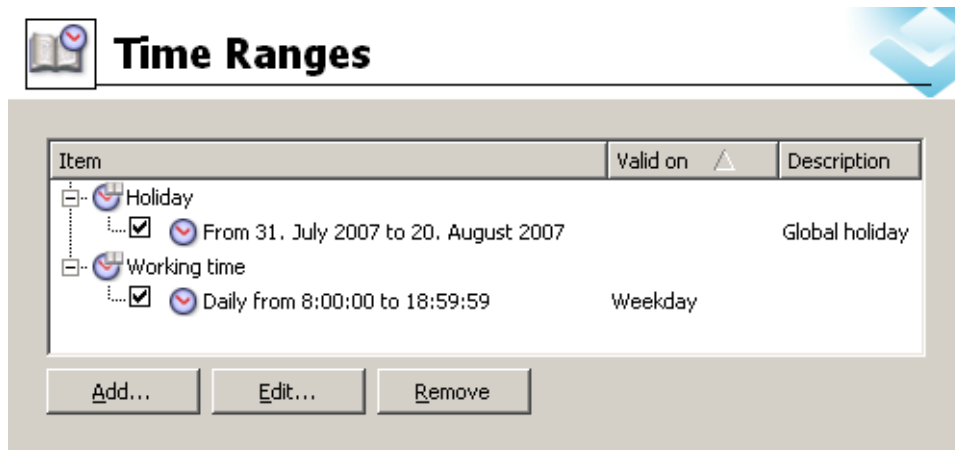 Time Ranges
Item Valid on Description
Holiday
From 31. July 2007 to 20. August 2007 Global holiday
Working time
Daily from 8:00:00 to 18:59:59 Weekday
Add... Edit... Remove